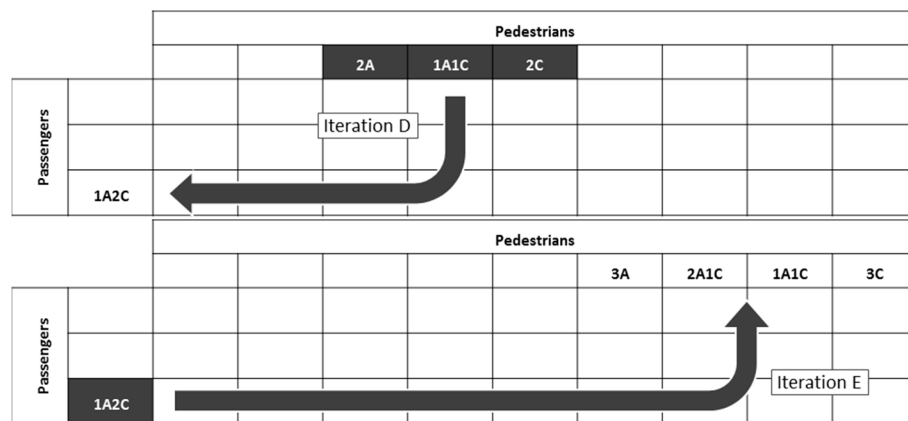 Pedestrians
2A 1A1C 2C
Iteration D
Passengers
1A2C
Pedestrians
3A 2A1C 1A1C 3C
Passengers
Iteration E
1A2C